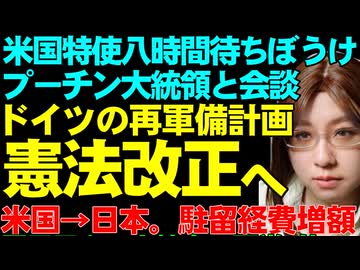 米国特使八時間待ちぼうけ
プーチン大統領と会談
ドイツの再軍備計画
憲法改正へ
米国→日本。駐留経費増額